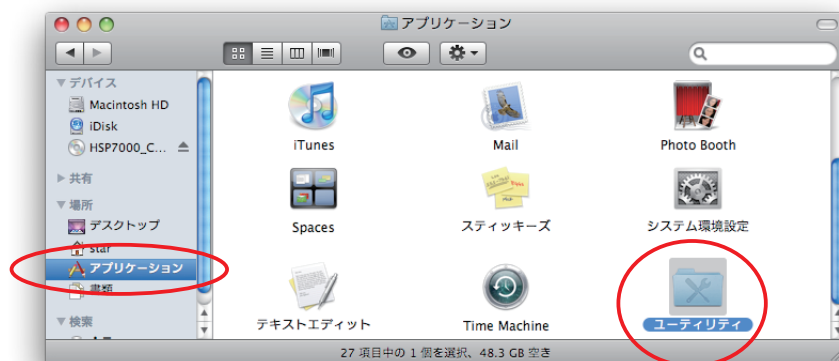 アプリケーション
デバイス
Macintosh HD
iDisk
HSP7000_C...
共有
場所
デスクトップ
star
アプリケーション
書類
検索
iTunes
Mail
Photo Booth
Spaces
スティッキーズ
システム環境設定
テキストエディット
Time Machine
ユーティリティ
27 項目中の 1 個を選択、48.3 GB 空き